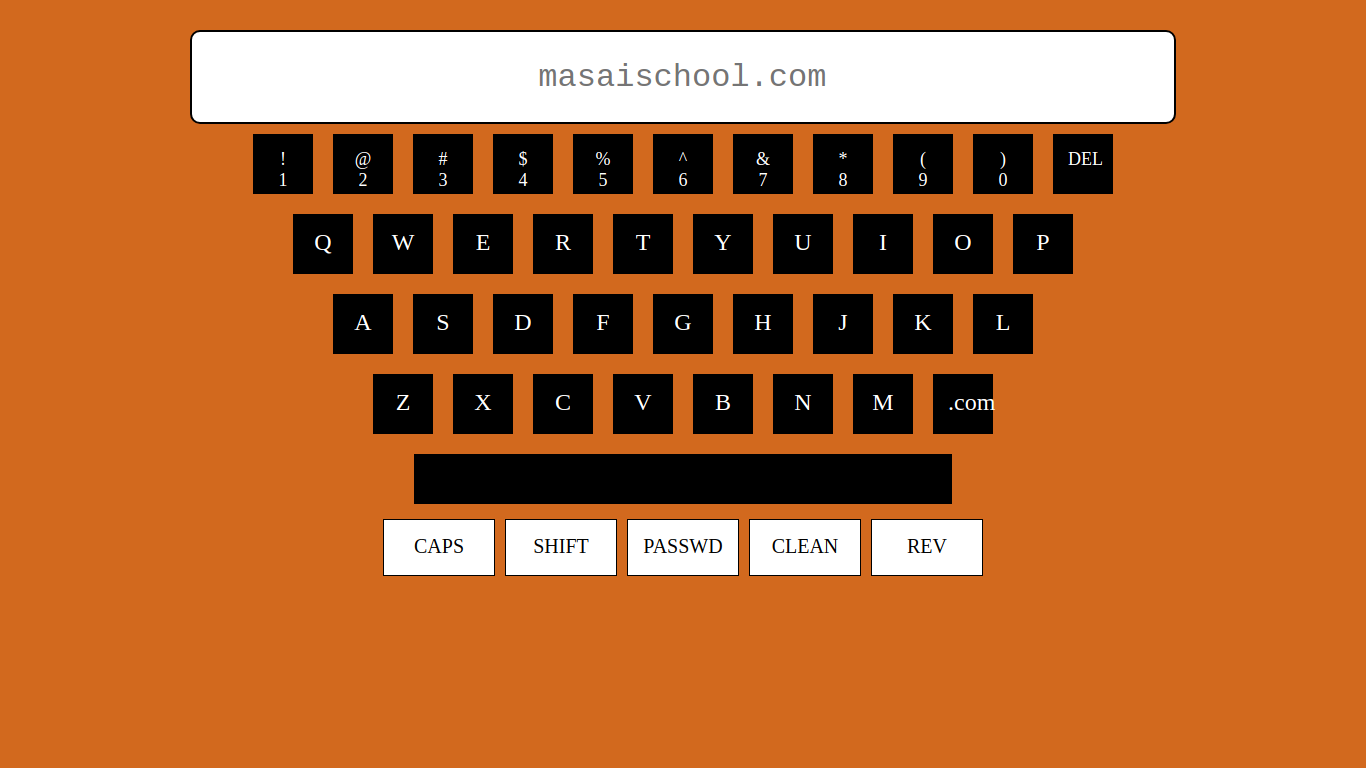 masaischool.com
! @ # $ % ^ & * ( ) DEL
1 2 3 4 5 6 7 8 9 0
Q W E R T Y U I O P
A S D F G H J K L
Z X C V B N M .com
CAPS SHIFT PASSWD CLEAN REV